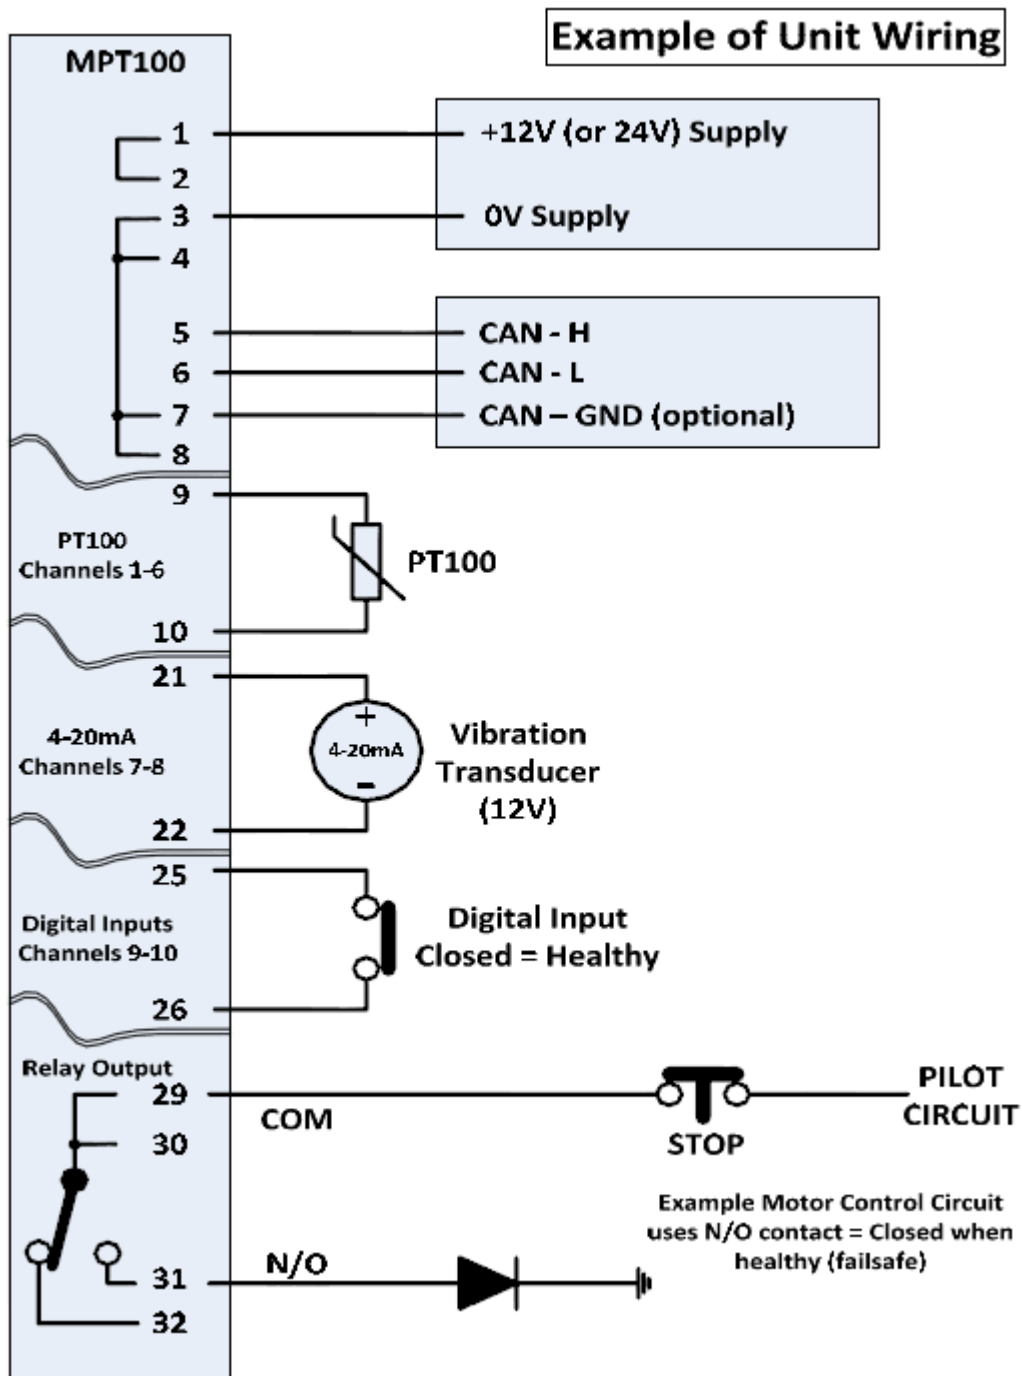 Example of Unit Wiring
MPT100
1
+12V (or 24V) Supply
2
3
0V Supply
4
5
CAN - H
6
CAN - L
7
CAN – GND (optional)
8
9
PT100
Channels 1-6
PT100
10
21
4-20mA
Channels 7-8
+
4-20mA
-
Vibration
Transducer
(12V)
22
25
Digital Inputs
Channels 9-10
Digital Input
Closed = Healthy
26
Relay Output
29
COM
STOP
PILOT
CIRCUIT
30
Example Motor Control Circuit
uses N/O contact = Closed when
healthy (failsafe)
N/O
31
32